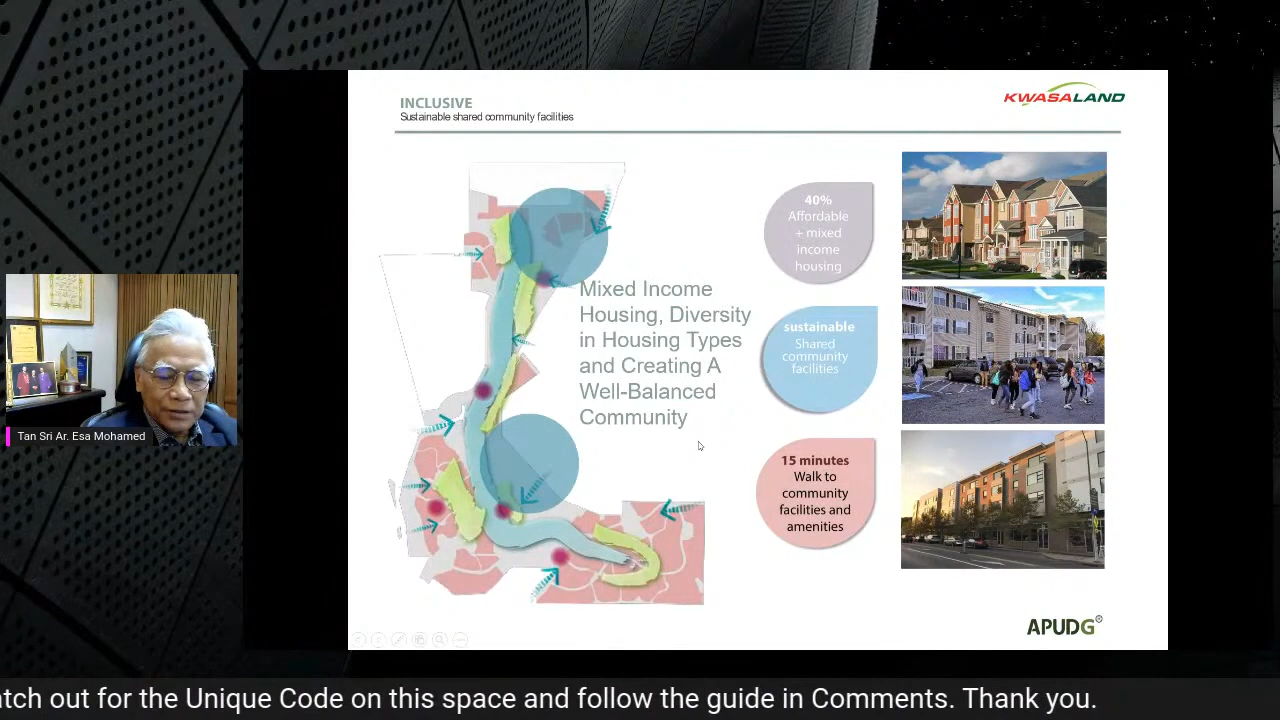 INCLUSIVE
Sustainable shared community facilities
KWASALAND
40%
Affordable
+ mixed
income
housing
Mixed Income
Housing, Diversity
in Housing Types
and Creating A
Well-Balanced
Community
sustainable
Shared
community
facilities
15 minutes
Walk to
community
facilities and
amenities
Tan Sri Ar. Esa Mohamed
APUDG®
out for the Unique Code on this space and follow the guide in Comments. Thank you.